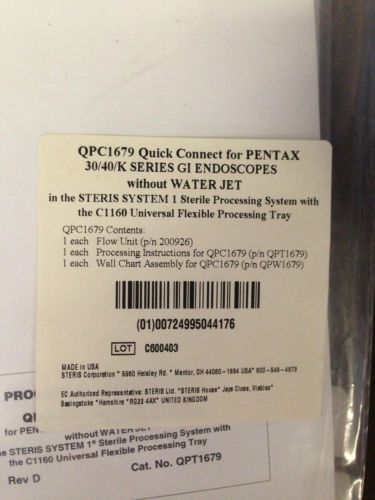 QPC1679 Quick Connect for PENTAX
30/40/K SERIES GI ENDOSCOPES
without WATER JET
in the STERIS SYSTEM 1 Sterile Processing System with
the C1160 Universal Flexible Processing Tray
QPC1679 Contents:
1 each Flow Unit (p/n 200926)
1 each Processing Instructions for QPC1679 (p/n QPT1679)
1 each Wall Chart Assembly for QPC1679 (p/n QPW1679)
(01)00724995044176
LOT C600403
MADE IN USA
STERIS Corporation * 5960 Heisley Rd. * Mentor, OH 44060-1834 USA* 800-548-4873
EC Authorized Representative: STERIS Ltd. "STERIS House" Jays Close, Viables*
Basingstoke *Hamshire *RG22 4AX* UNITED KINGDOM
PRO
Q
for PEN
without WATER JET
he STERIS SYSTEM 1® Sterile Processing System with
the C1160 Universal Flexible Processing Tray
Rev D Cat. No. QPT1679